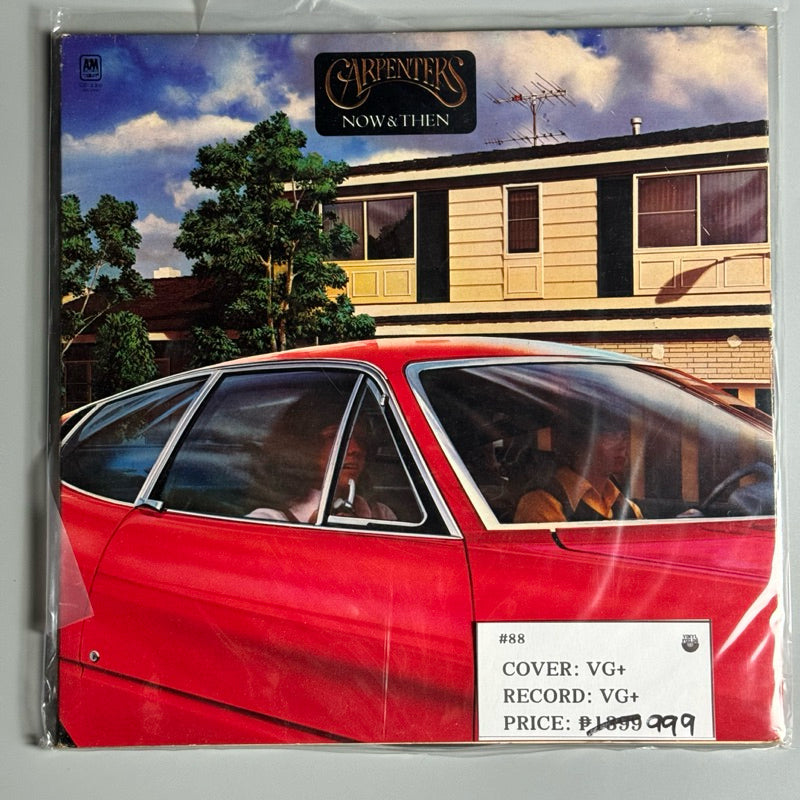 A&M
CARPENTERS
NOW & THEN
#88
COVER: VG+
RECORD: VG+
PRICE: ₱1899 999